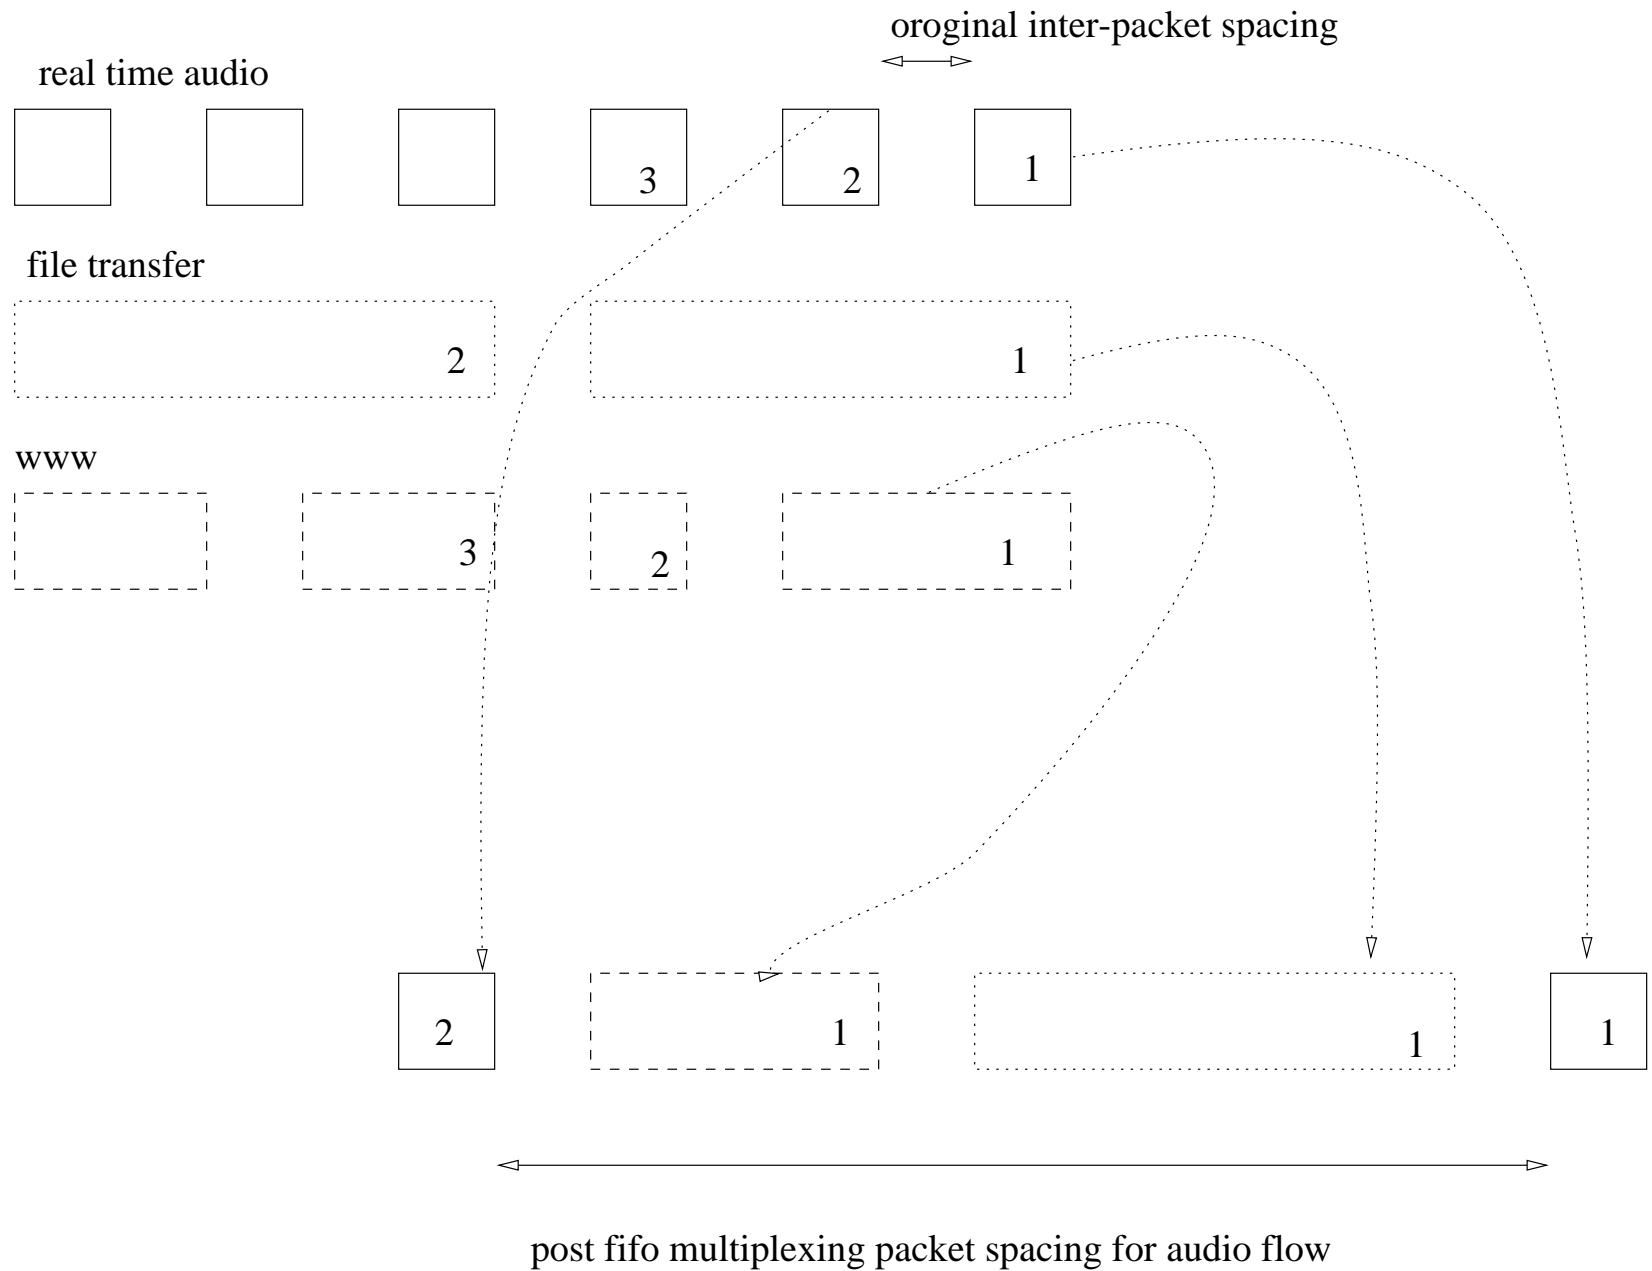 oroginal inter-packet spacing
real time audio
3 2 1
file transfer
2 1
www
3 2 1
2 1 1 1
post fifo multiplexing packet spacing for audio flow